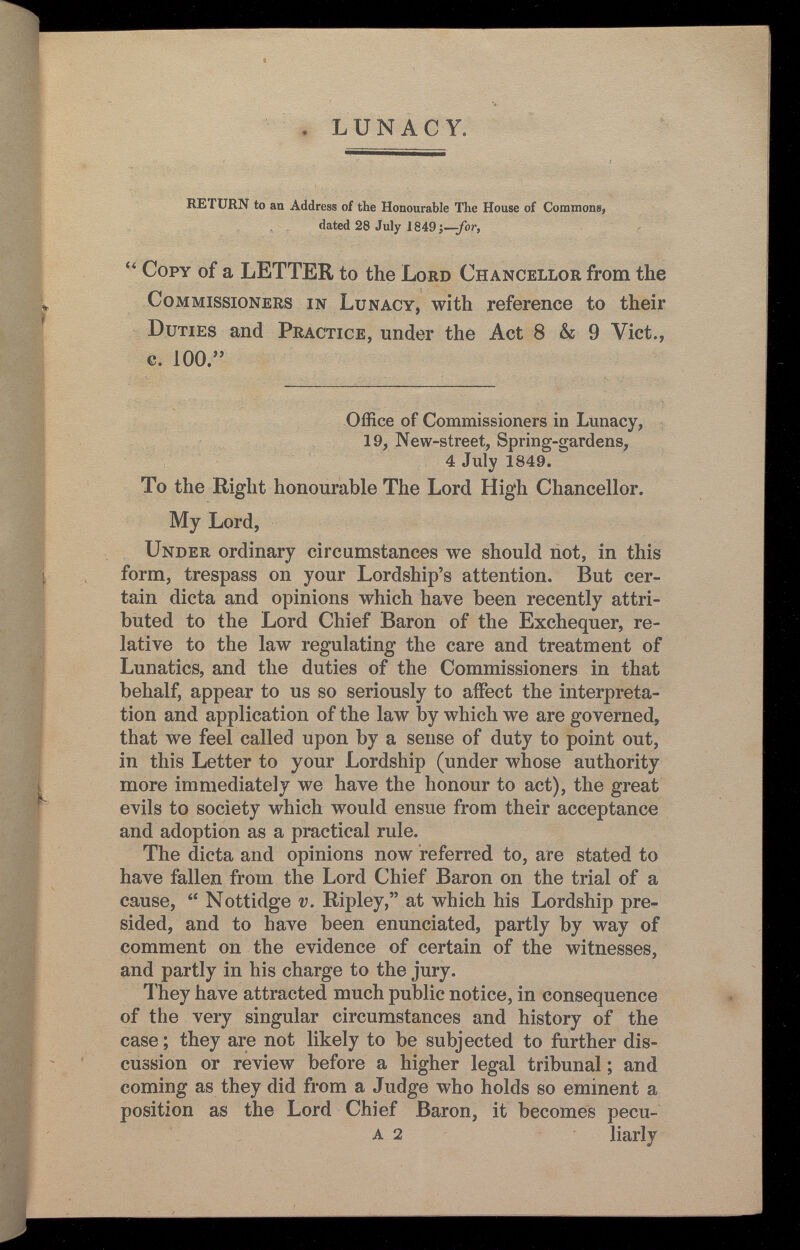 LUNACY.
RETURN to an Address of the Honourable The House of Commons,
dated 28 July 1849;—for,
“ COPY of a LETTER to the LORD CHANCELLOR from the
COMMISSIONERS IN LUNACY, with reference to their
DUTIES and PRACTICE, under the Act 8 & 9 Vict.,
c. 100.”
Office of Commissioners in Lunacy,
19, New-street, Spring-gardens,
4 July 1849.
To the Right honourable The Lord High Chancellor.
My Lord,
UNDER ordinary circumstances we should not, in this
form, trespass on your Lordship’s attention. But cer-
tain dicta and opinions which have been recently attri-
buted to the Lord Chief Baron of the Exchequer, re-
lative to the law regulating the care and treatment of
Lunatics, and the duties of the Commissioners in that
behalf, appear to us so seriously to affect the interpreta-
tion and application of the law by which we are governed,
that we feel called upon by a sense of duty to point out,
in this Letter to your Lordship (under whose authority
more immediately we have the honour to act), the great
evils to society which would ensue from their acceptance
and adoption as a practical rule.
The dicta and opinions now referred to, are stated to
have fallen from the Lord Chief Baron on the trial of a
cause, “ Nottidge v. Ripley,” at which his Lordship pre-
sided, and to have been enunciated, partly by way of
comment on the evidence of certain of the witnesses,
and partly in his charge to the jury.
They have attracted much public notice, in consequence
of the very singular circumstances and history of the
case; they are not likely to be subjected to further dis-
cussion or review before a higher legal tribunal; and
coming as they did from a Judge who holds so eminent a
position as the Lord Chief Baron, it becomes pecu-
A 2 liarly